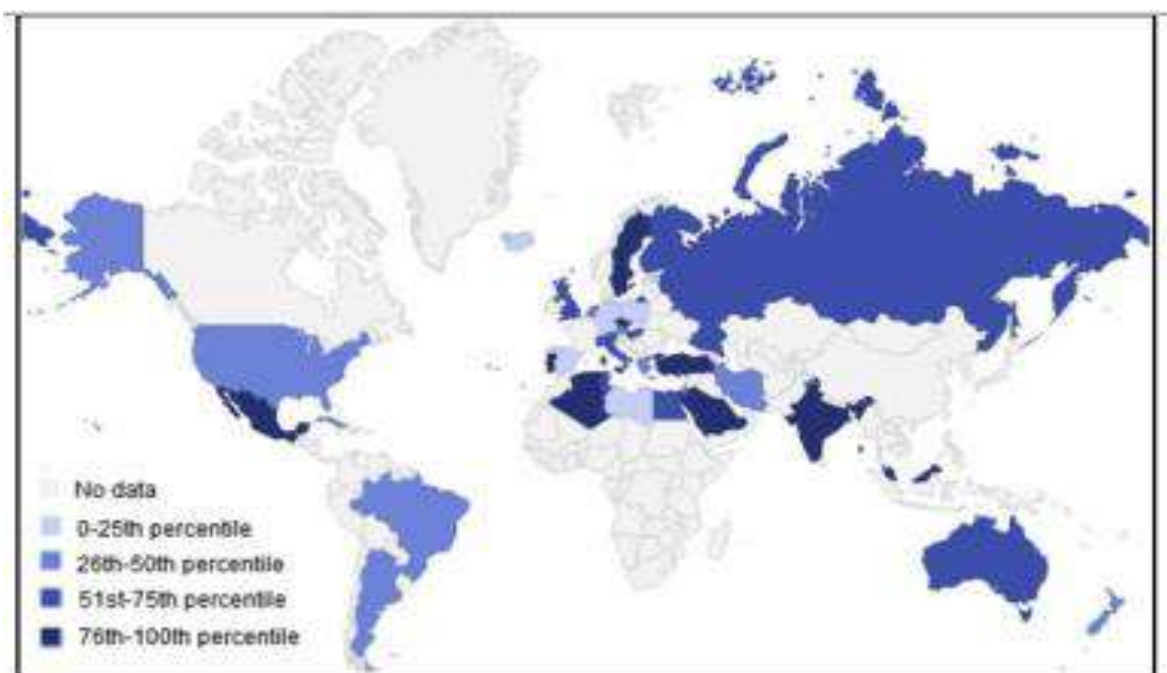 No data
0-25th percentile
26th-50th percentile
51st-75th percentile
76th-100th percentile